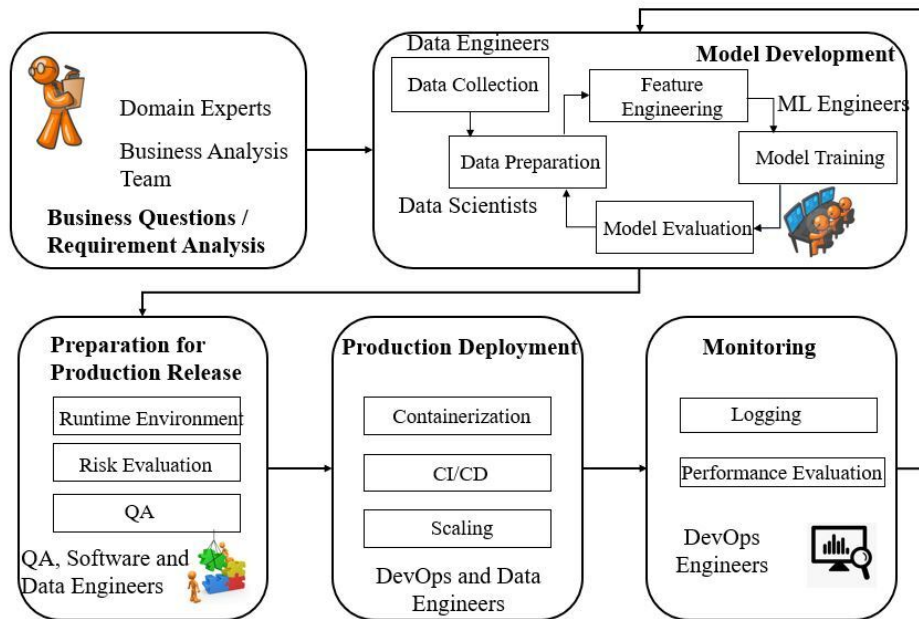 Domain Experts
Business Analysis
Team
Business Questions /
Requirement Analysis
Data Engineers
Model Development
Data Collection
Feature
Engineering
ML Engineers
Data Preparation
Model Training
Data Scientists
Model Evaluation
Preparation for
Production Release
Runtime Environment
Risk Evaluation
QA
QA, Software and
Data Engineers
Production Deployment
Containerization
CI/CD
Scaling
DevOps and Data
Engineers
Monitoring
Logging
Performance Evaluation
DevOps
Engineers